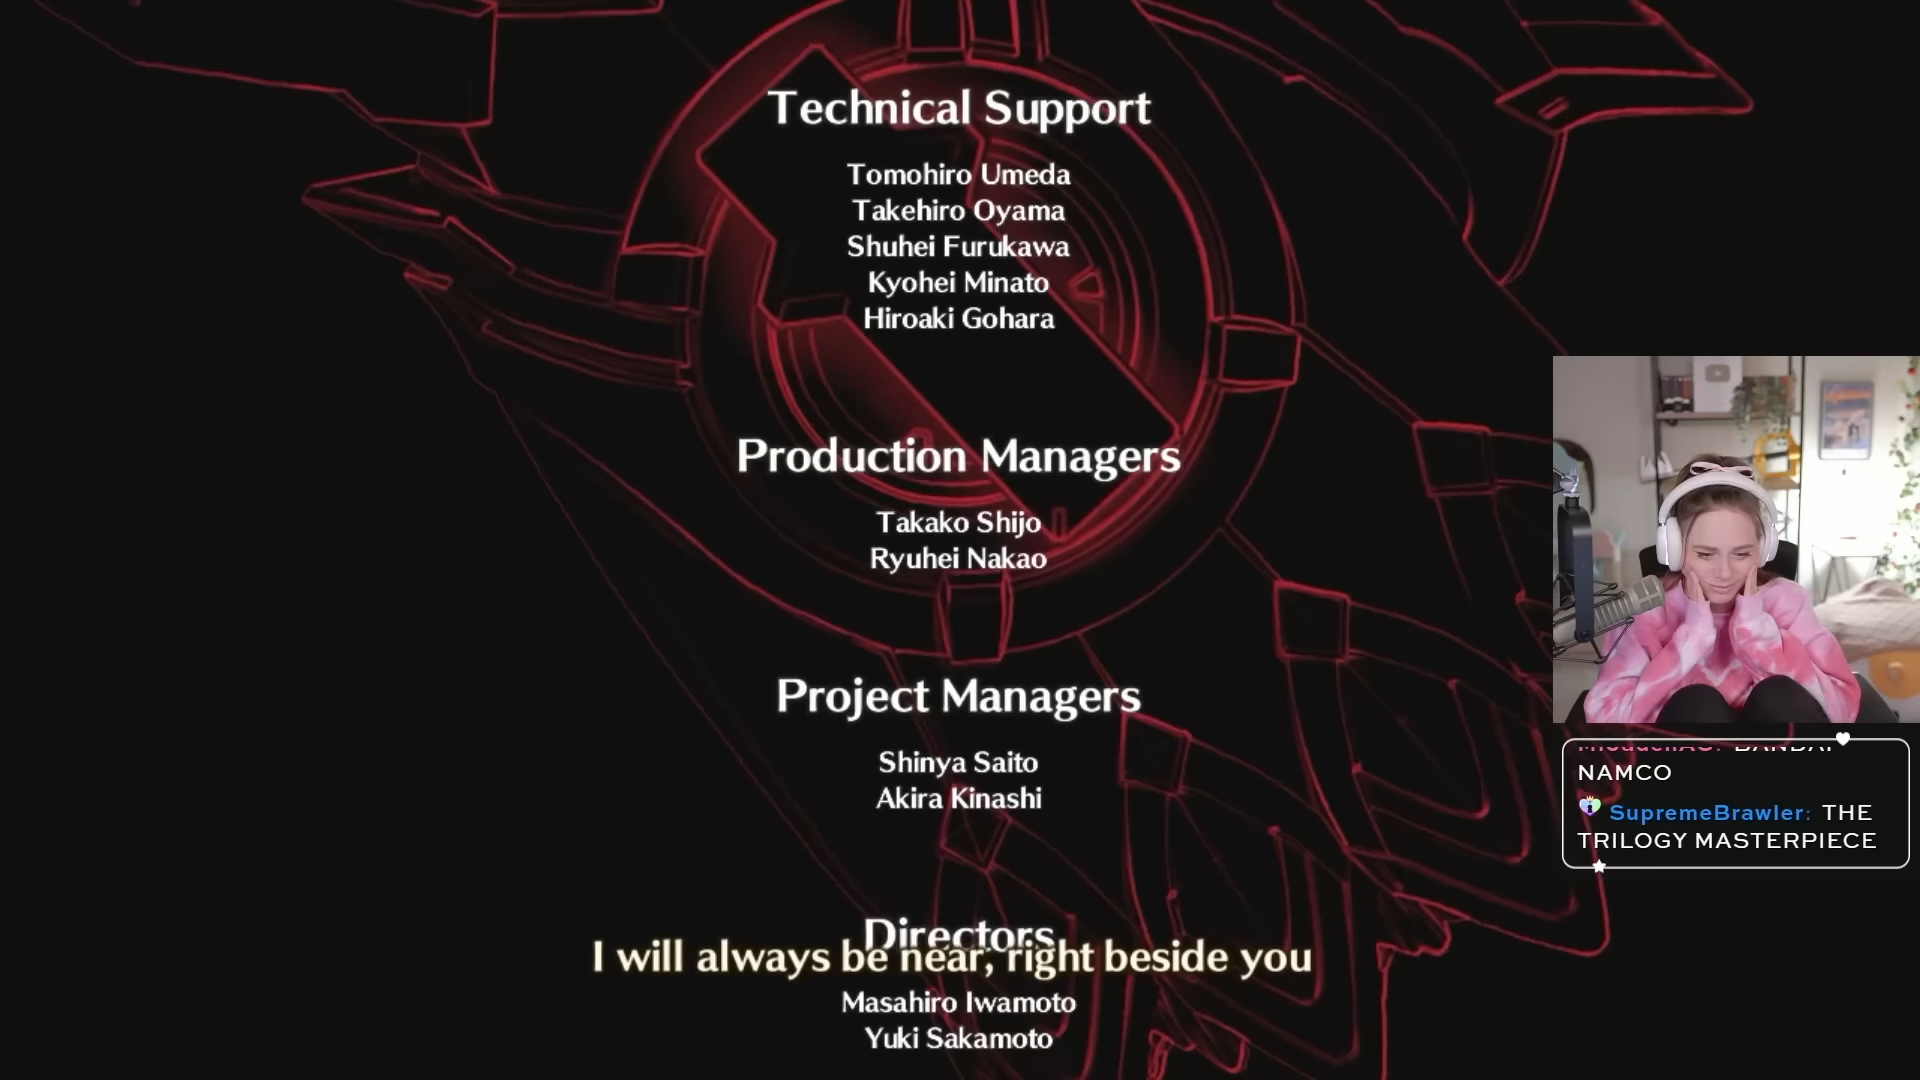 Technical Support
Tomohiro Umeda
Takehiro Oyama
Shuhei Furukawa
Kyohei Minato
Hiroaki Gohara
Production Managers
Takako Shijo
Ryuhei Nakao
Project Managers
Shinya Saito
Akira Kinashi
Directors
I will always be near, right beside you
Masahiro Iwamoto
Yuki Sakamoto
BANDAI
NAMCO
SupremeBrawler: THE
TRILOGY MASTERPIECE